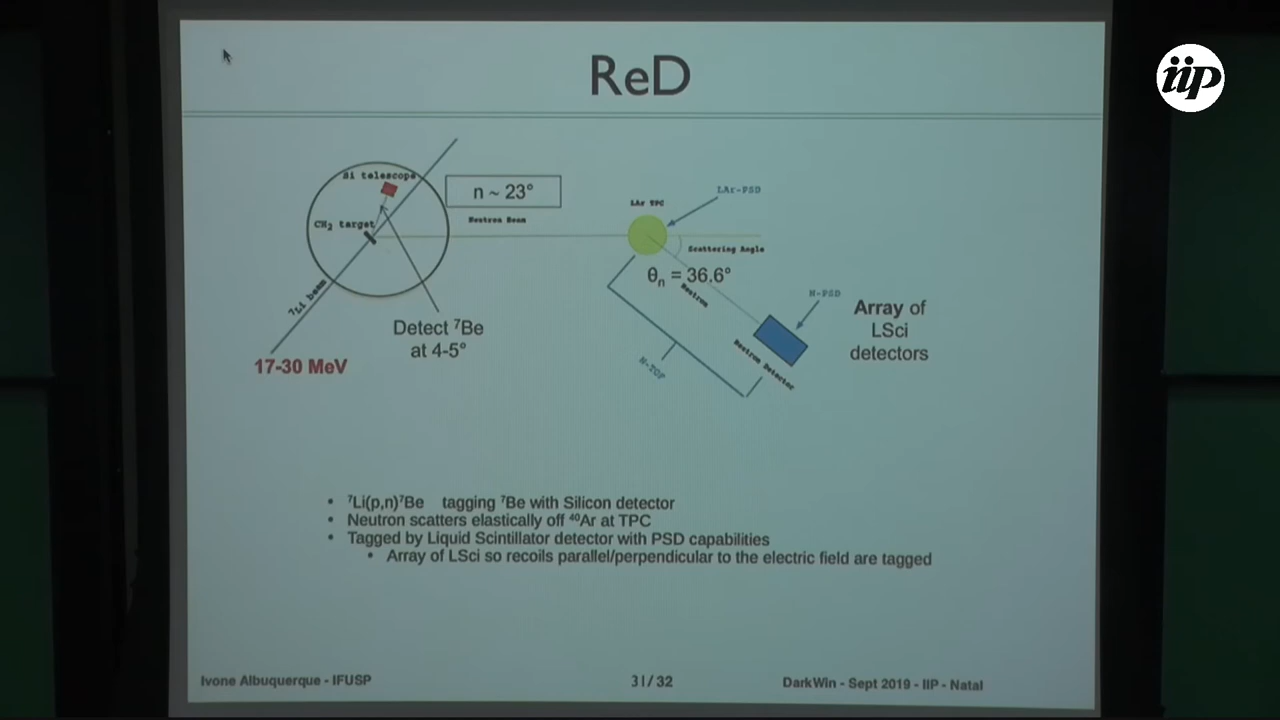 iip
ReD
Si telescope
n ~ 23°
CH₂ target
Neutron Beam
⁷Li beam
17-30 MeV
Detect ⁷Be
at 4-5°
LAr TPC
LAr-PSD
Scattering Angle
θₙ = 36.6°
Neutron
N-PSD
Neutron Detector
N-TOF
Array of
LSci
detectors
• ⁷Li(p,n)⁷Be tagging ⁷Be with Silicon detector
• Neutron scatters elastically off ⁴⁰Ar at TPC
• Tagged by Liquid Scintillator detector with PSD capabilities
• Array of LSci so recoils parallel/perpendicular to the electric field are tagged
Ivone Albuquerque - IFUSP
31/32
DarkWin - Sept 2019 - IIP - Natal